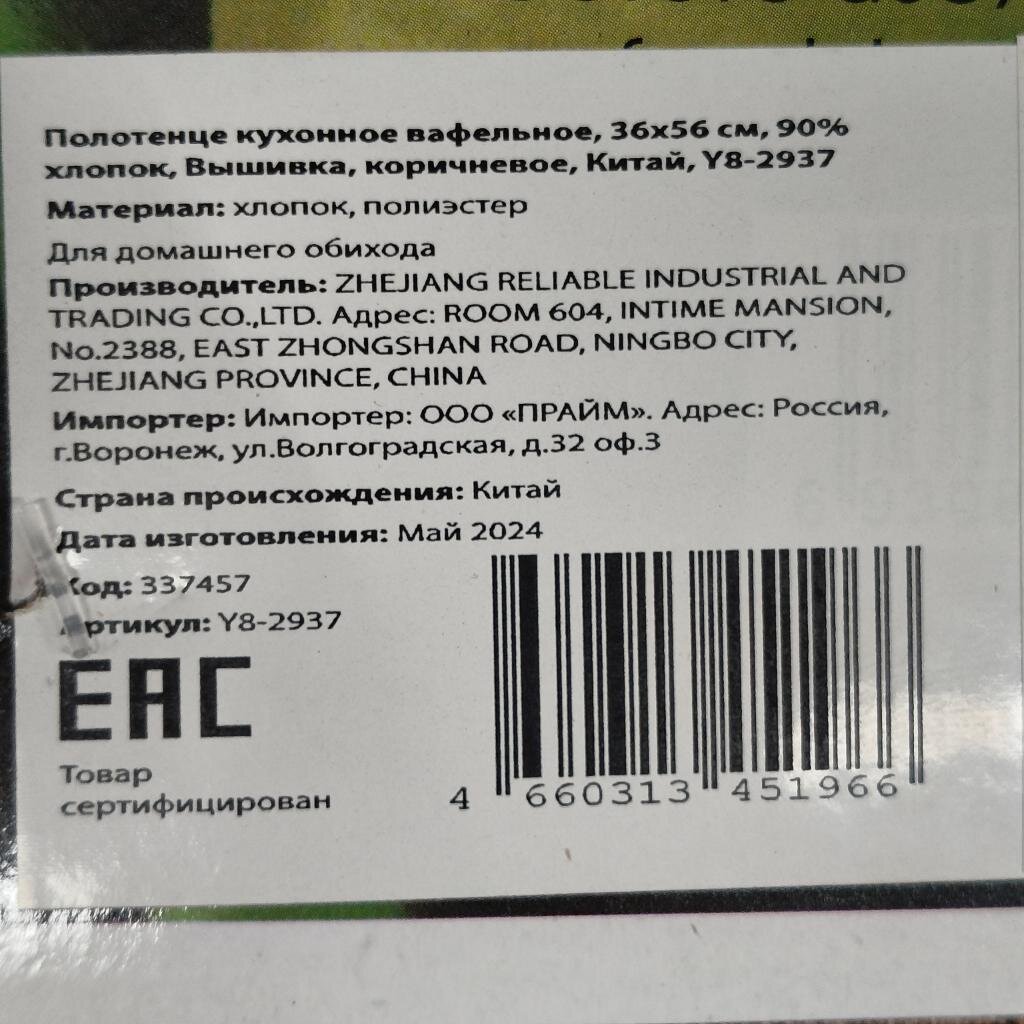 Полотенце кухонное вафельное, 36х56 см, 90%
хлопок, Вышивка, коричневое, Китай, Y8-2937
Материал: хлопок, полиэстер
Для домашнего обихода
Производитель: ZHEJIANG RELIABLE INDUSTRIAL AND
TRADING CO.,LTD. Адрес: ROOM 604, INTIME MANSION,
No.2388, EAST ZHONGSHAN ROAD, NINGBO CITY,
ZHEJIANG PROVINCE, CHINA
Импортер: Импортер: ООО «ПРАЙМ». Адрес: Россия,
г.Воронеж, ул.Волгоградская, д.32 оф.3
Страна происхождения: Китай
Дата изготовления: Май 2024
Код: 337457
Артикул: Y8-2937
EAC
Товар
сертифицирован
4 660313 451966